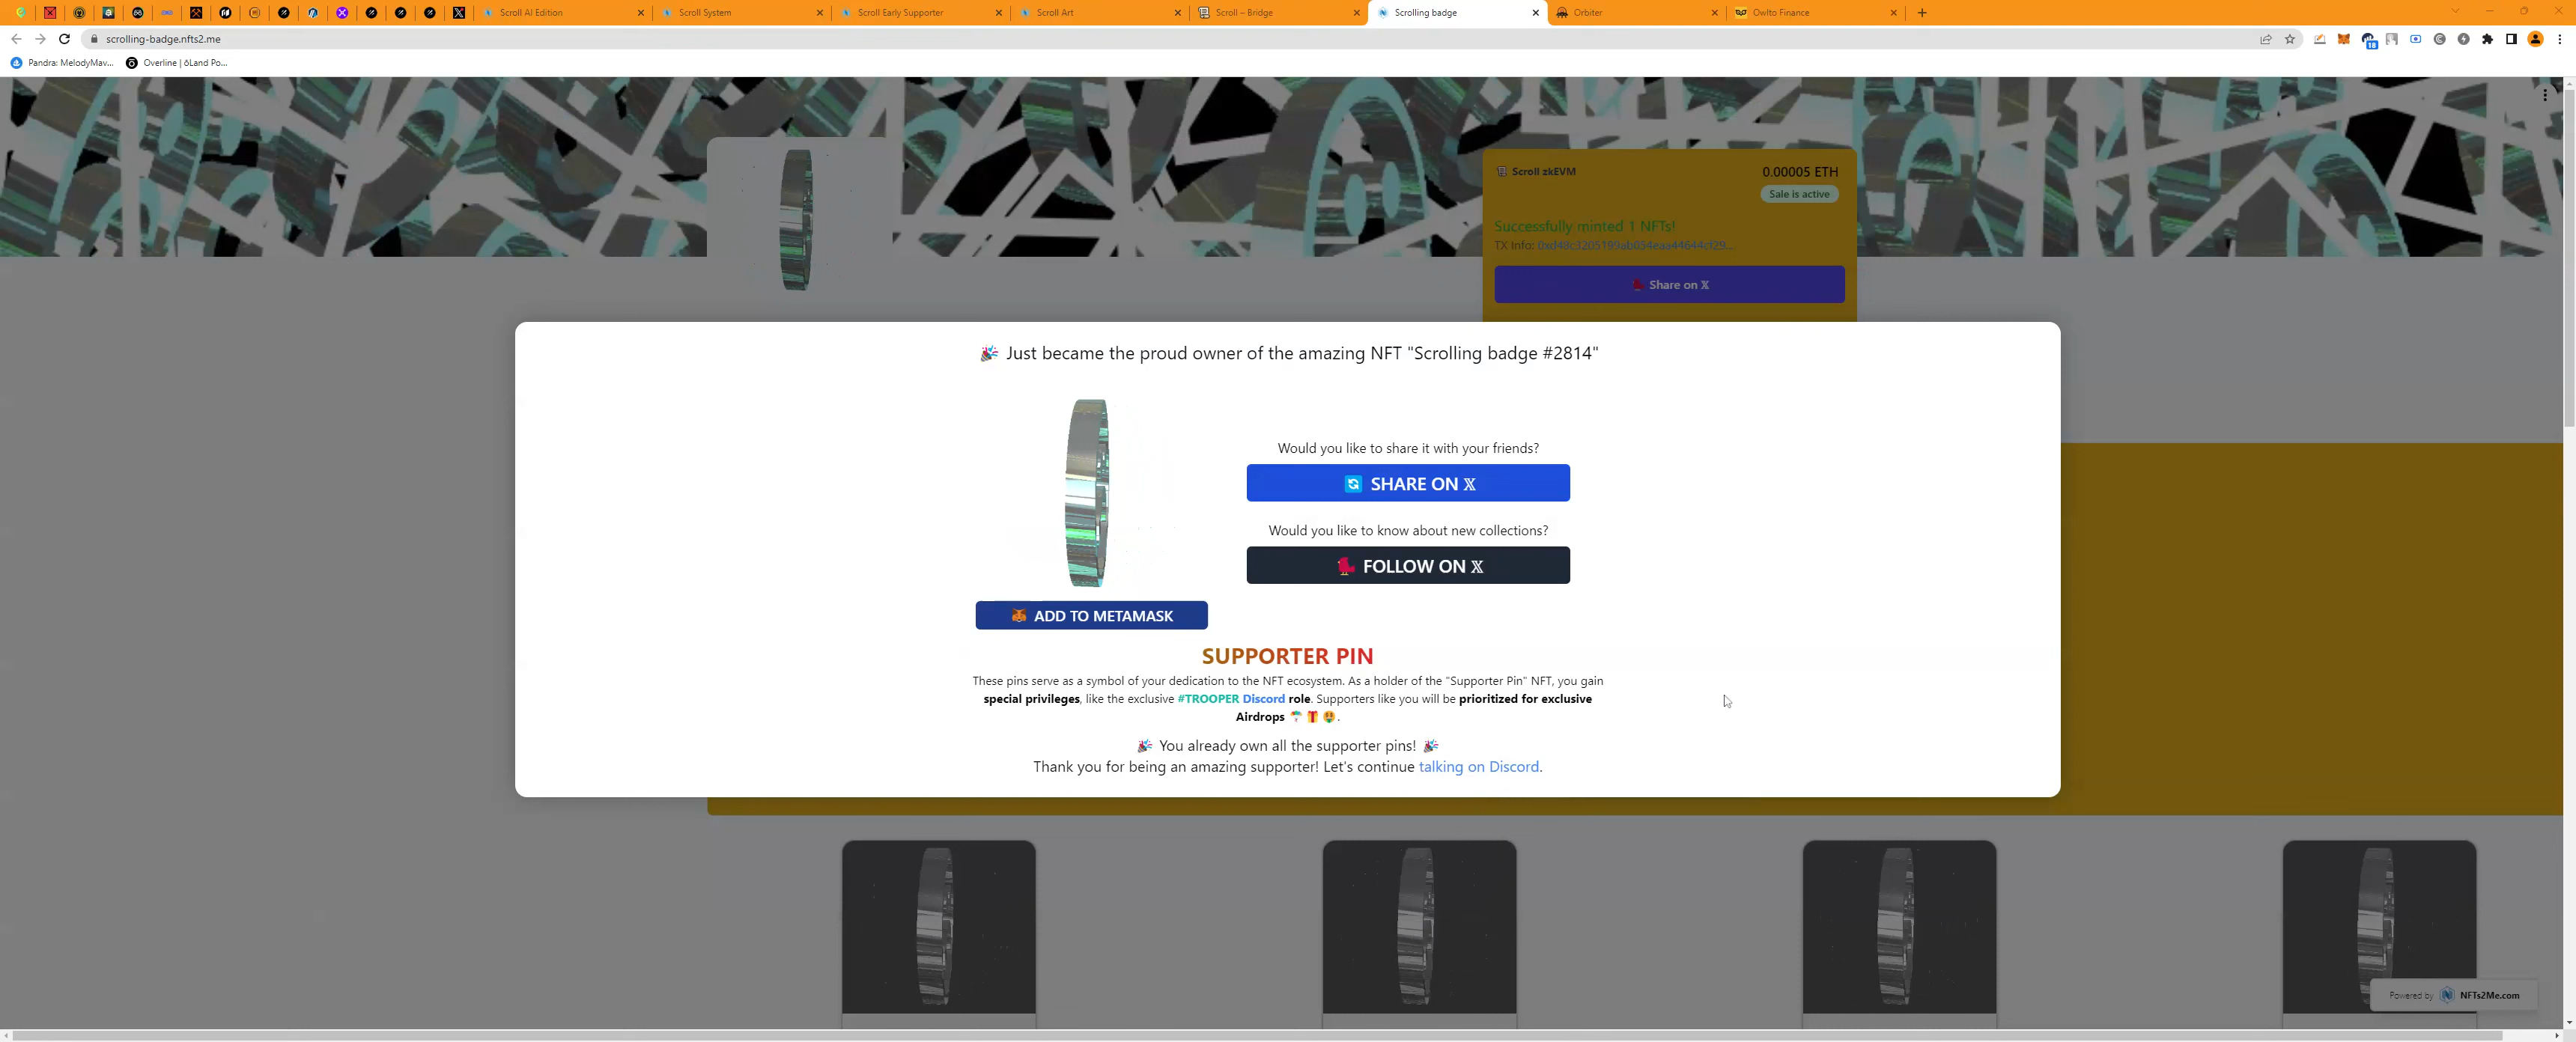 Scroll AI Edition
Scroll System
Scroll Early Supporter
Scroll Art
Scroll – Bridge
Scrolling badge
Orbiter
Owlto Finance
scrolling-badge.nfts2.me
18
Pandra: MelodyMav...
Overline | õLand Po...
Scroll zkEVM
0.00005 ETH
Sale is active
Successfully minted 1 NFTs!
TX Info:
Share on 𝕏
🎉 Just became the proud owner of the amazing NFT "Scrolling badge #2814"
Would you like to share it with your friends?
🔄 SHARE ON 𝕏
Would you like to know about new collections?
FOLLOW ON 𝕏
🦊 ADD TO METAMASK
SUPPORTER PIN
These pins serve as a symbol of your dedication to the NFT ecosystem. As a holder of the "Supporter Pin" NFT, you gain
special privileges, like the exclusive #TROOPER Discord role. Supporters like you will be prioritized for exclusive
Airdrops 🪂 🎁 🤑.
🎉 You already own all the supporter pins! 🎉
Thank you for being an amazing supporter! Let's continue talking on Discord.
Powered by NFTs2Me.com